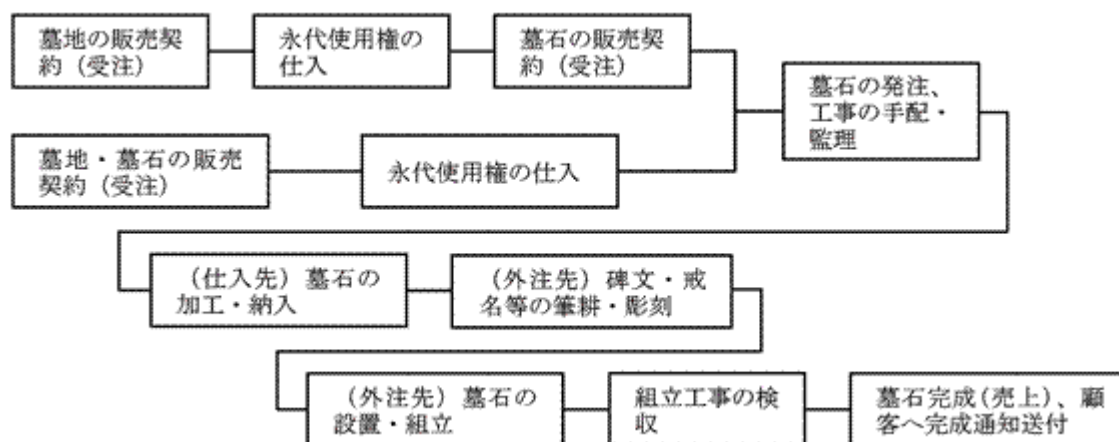 墓地の販売契
約（受注）
永代使用権の
仕入
墓石の販売契
約（受注）
墓石の発注、
工事の手配・
監理
墓地・墓石の販売
契約（受注）
永代使用権の仕入
（仕入先）墓石の
加工・納入
（外注先）碑文・戒
名等の筆耕・彫刻
（外注先）墓石の
設置・組立
組立工事の検
収
墓石完成(売上)、顧
客へ完成通知送付